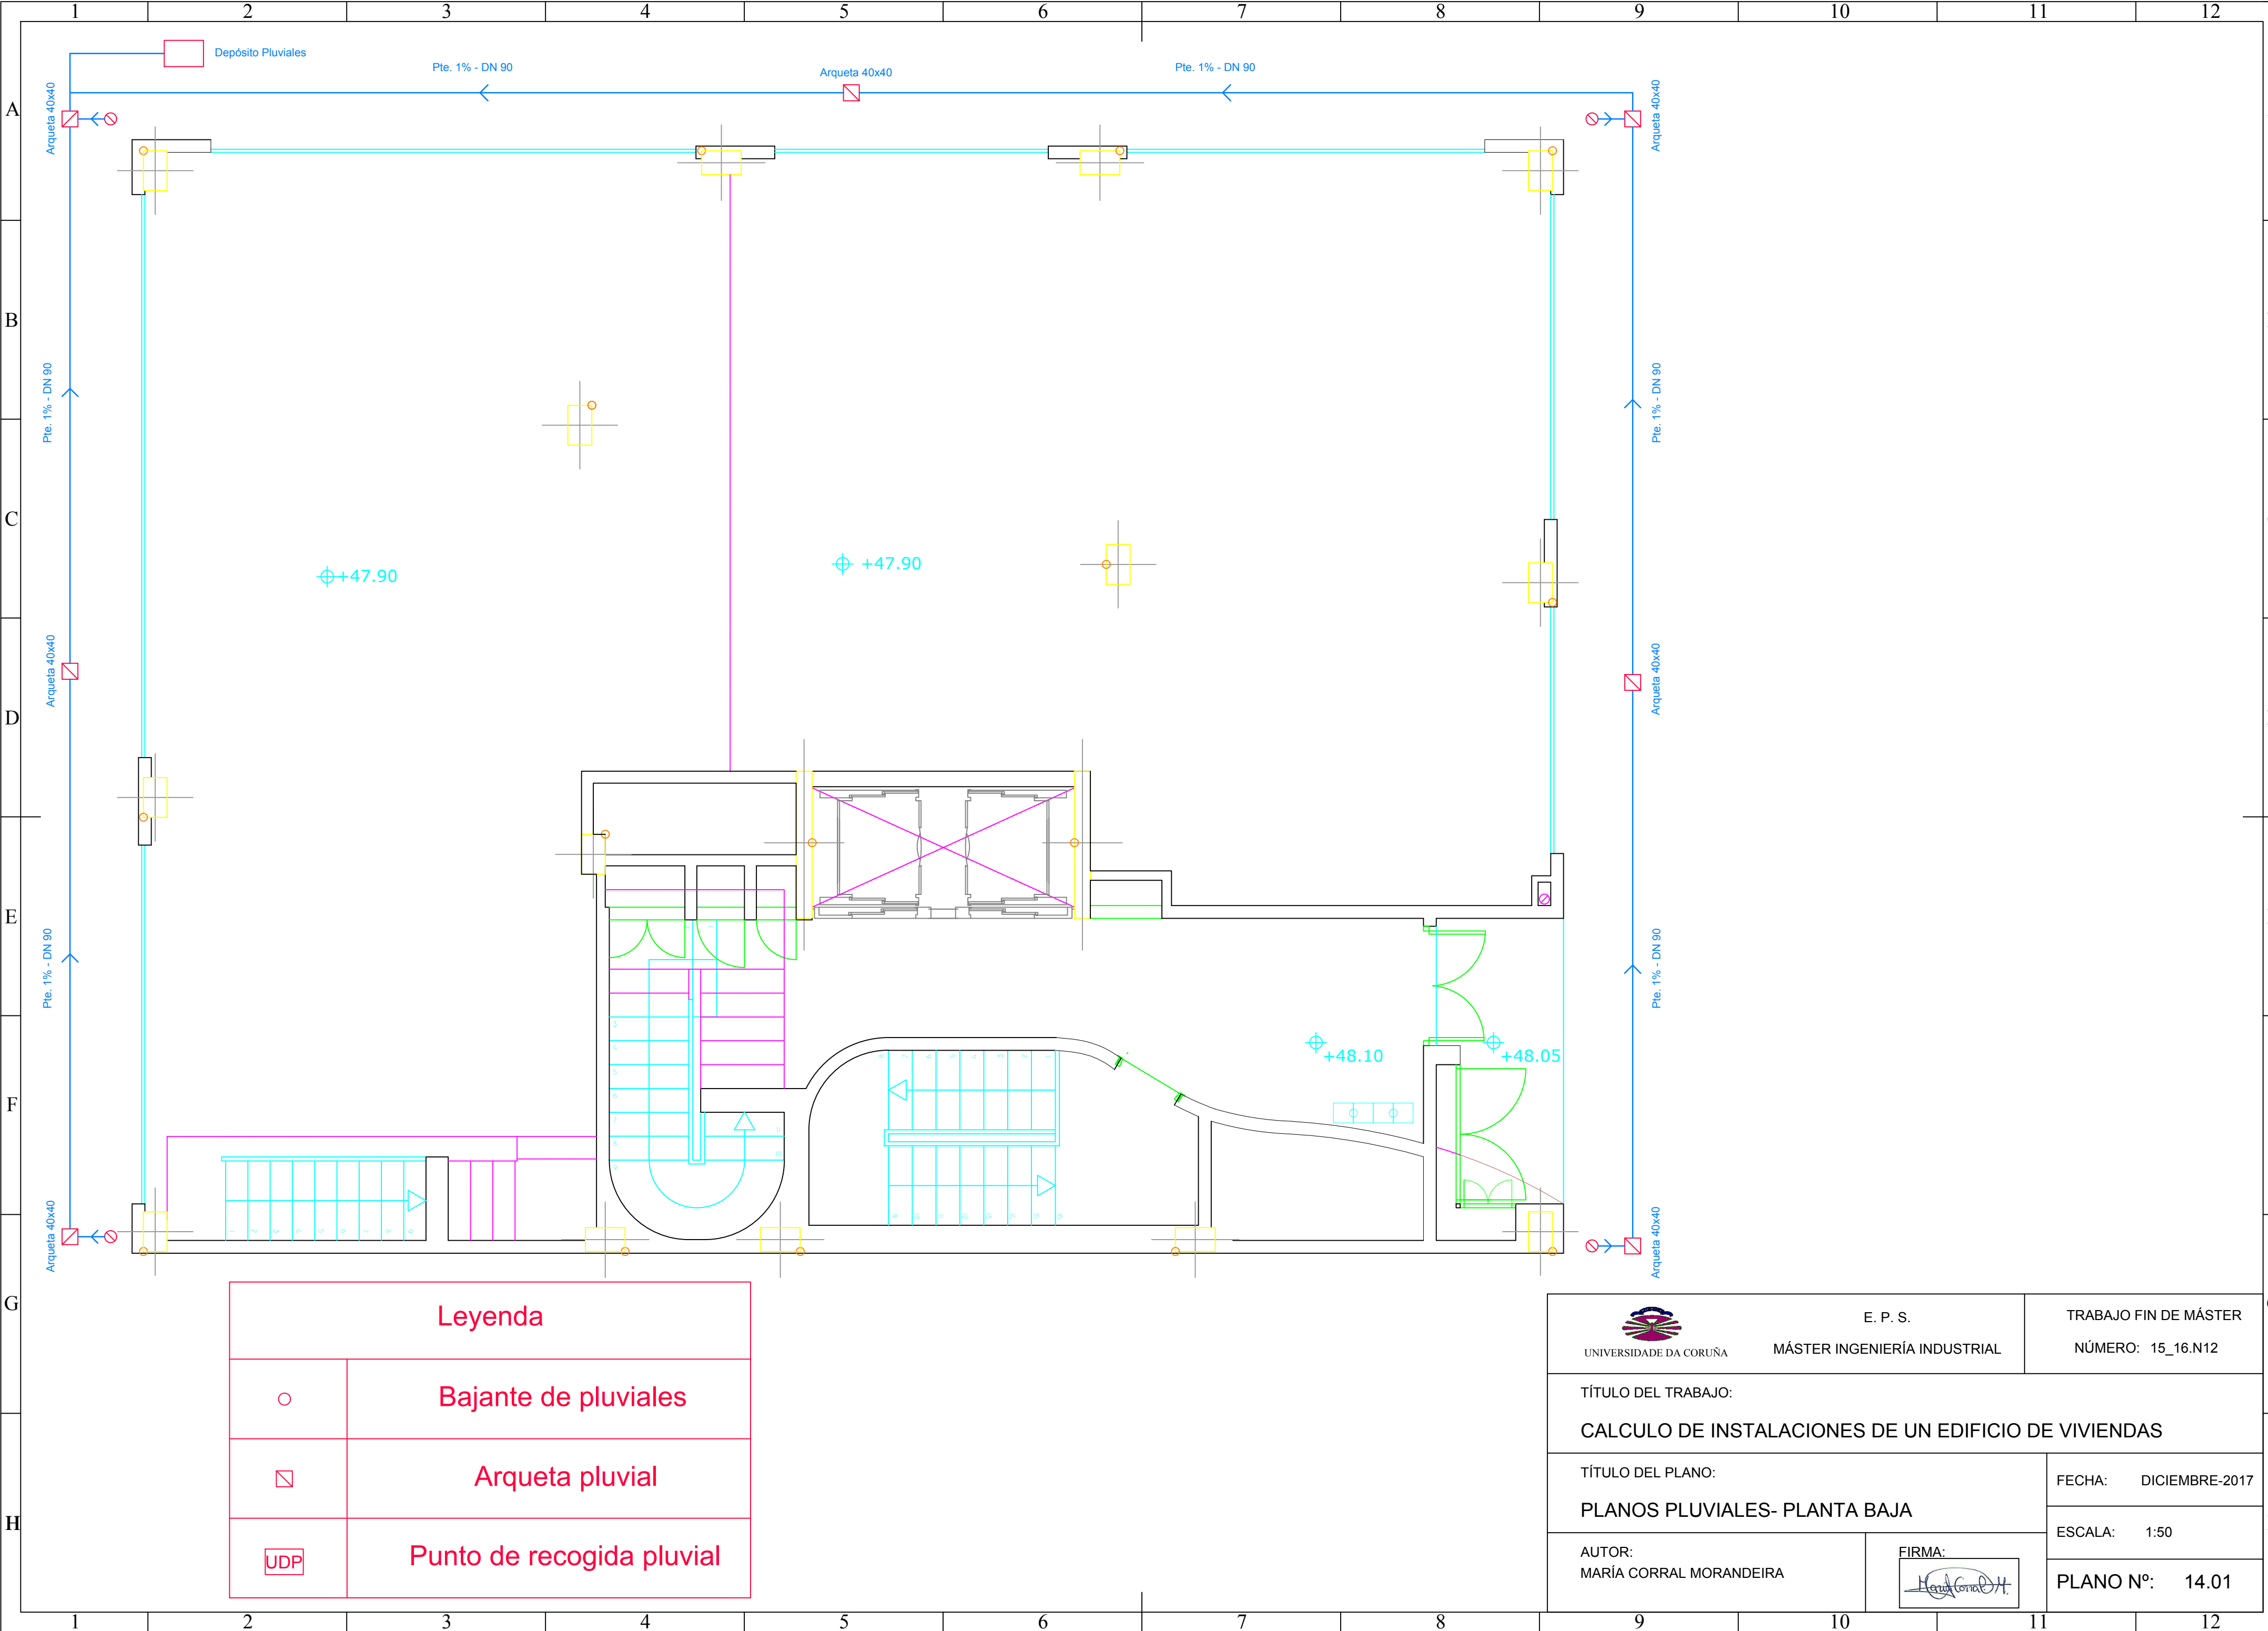 1 2 3 4 5 6 7 8 9 10 11 12
Depósito Pluviales
Pte. 1% - DN 90
Arqueta 40x40
Pte. 1% - DN 90
A
Arqueta 40x40
Arqueta 40x40
B
Pte. 1% - DN 90
Pte. 1% - DN 90
C
+47.90
+47.90
Arqueta 40x40
Arqueta 40x40
D
E
Pte. 1% - DN 90
Pte. 1% - DN 90
+48.10
+48.05
F
Arqueta 40x40
Arqueta 40x40
G
Leyenda
Bajante de pluviales
Arqueta pluvial
UDP
Punto de recogida pluvial
H
UNIVERSIDADE DA CORUÑA
E. P. S.
MÁSTER INGENIERÍA INDUSTRIAL
TRABAJO FIN DE MÁSTER
NÚMERO: 15_16.N12
TÍTULO DEL TRABAJO:
CALCULO DE INSTALACIONES DE UN EDIFICIO DE VIVIENDAS
TÍTULO DEL PLANO:
PLANOS PLUVIALES- PLANTA BAJA
FECHA: DICIEMBRE-2017
ESCALA: 1:50
AUTOR:
MARÍA CORRAL MORANDEIRA
FIRMA:
María Corral M.
PLANO Nº: 14.01
1 2 3 4 5 6 7 8 9 10 11 12